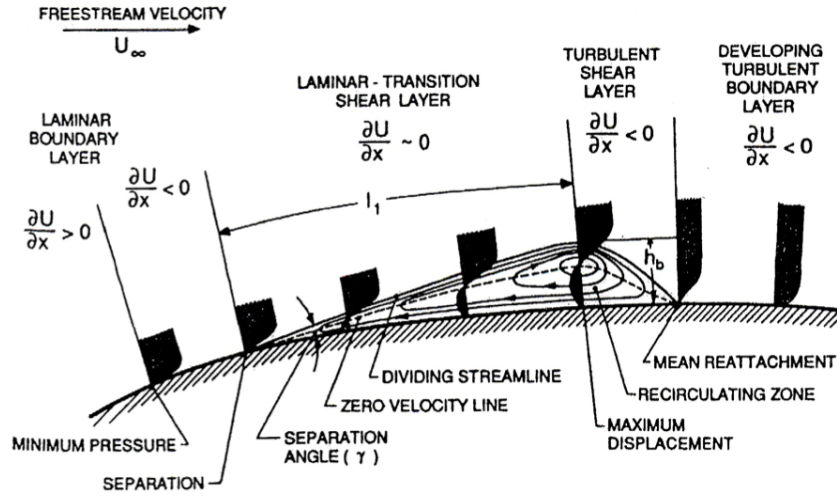 FREESTREAM VELOCITY
U∞
LAMINAR - TRANSITION
SHEAR LAYER
∂U/∂x ~ 0
TURBULENT
SHEAR
LAYER
∂U/∂x < 0
DEVELOPING
TURBULENT
BOUNDARY
LAYER
∂U/∂x < 0
LAMINAR
BOUNDARY
LAYER
∂U/∂x < 0
∂U/∂x > 0
l₁
h_b
MEAN REATTACHMENT
DIVIDING STREAMLINE
RECIRCULATING ZONE
ZERO VELOCITY LINE
MAXIMUM
DISPLACEMENT
MINIMUM PRESSURE
SEPARATION
ANGLE ( γ )
SEPARATION